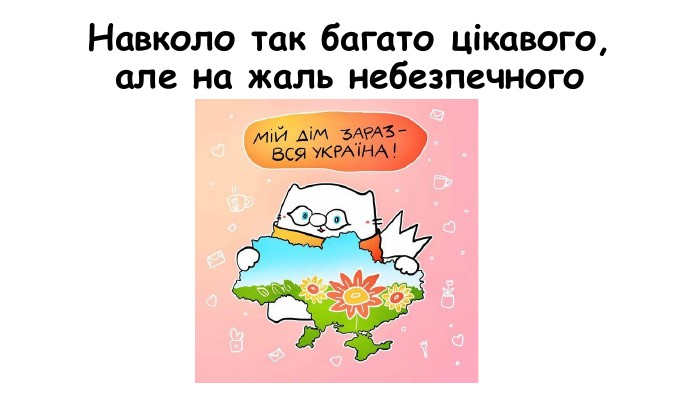 Навколо так багато цікавого,
але на жаль небезпечного
МІЙ ДІМ ЗАРАЗ –
ВСЯ УКРАЇНА!